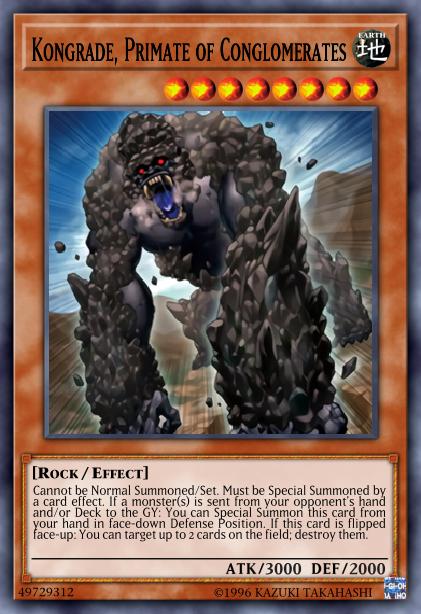 Kongrade, Primate of Conglomerates
EARTH
地
[Rock / Effect]
Cannot be Normal Summoned/Set. Must be Special Summoned by
a card effect. If a monster(s) is sent from your opponent's hand
and/or Deck to the GY: You can Special Summon this card from
your hand in face-down Defense Position. If this card is flipped
face-up: You can target up to 2 cards on the field; destroy them.
ATK/3000 DEF/2000
49729312
©1996 KAZUKI TAKAHASHI